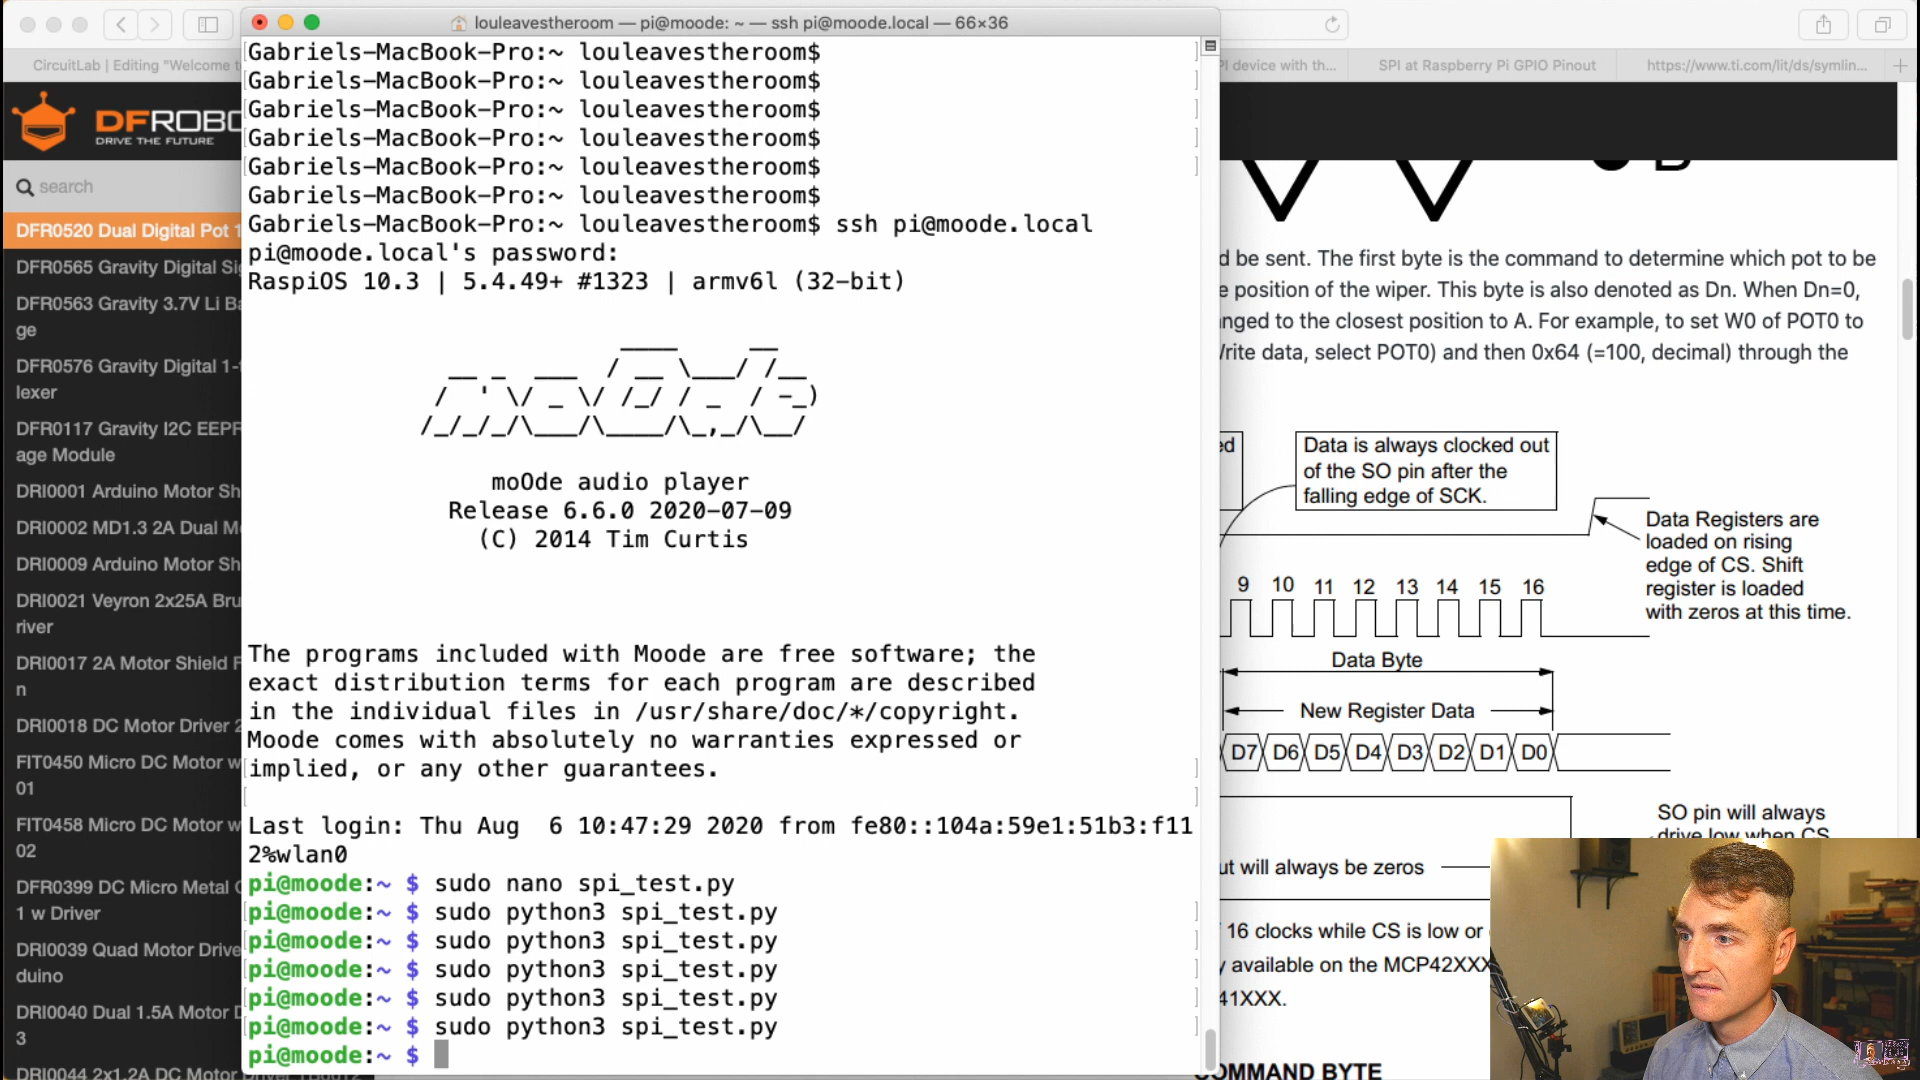 louleavestheroom — pi@moode: ~ — ssh pi@moode.local — 66×36
CircuitLab | Editing "Welcome
device with th...
SPI at Raspberry Pi GPIO Pinout
https://www.ti.com/lit/ds/symlin...
DFROBO
DRIVE THE FUTURE
search
DFR0520 Dual Digital Pot 1
DFR0565 Gravity Digital
DFR0563 Gravity 3.7V Li
ge
DFR0576 Gravity Digital 1-
lexer
DFR0117 Gravity I2C
age Module
DRI0001 Arduino Motor
DRI0002 MD1.3 2A Dual
DRI0009 Arduino Motor
DRI0021 Veyron 2x25A
river
DRI0017 2A Motor Shield
n
DRI0018 DC Motor Driver 2
FIT0450 Micro DC Motor w
01
FIT0458 Micro DC Motor w
02
DFR0399 DC Micro Metal
1 w Driver
DRI0039 Quad Motor
duino
DRI0040 Dual 1.5A Motor
3
DRI0044 2x1.2A DC Motor Driver
Gabriels-MacBook-Pro:~ louleavestheroom$
Gabriels-MacBook-Pro:~ louleavestheroom$
Gabriels-MacBook-Pro:~ louleavestheroom$
Gabriels-MacBook-Pro:~ louleavestheroom$
Gabriels-MacBook-Pro:~ louleavestheroom$
Gabriels-MacBook-Pro:~ louleavestheroom$
Gabriels-MacBook-Pro:~ louleavestheroom$ ssh pi@moode.local
pi@moode.local's password:
RaspiOS 10.3 | 5.4.49+ #1323 | armv6l (32-bit)
moOde
moOde audio player
Release 6.6.0 2020-07-09
(C) 2014 Tim Curtis
The programs included with Moode are free software; the
exact distribution terms for each program are described
in the individual files in /usr/share/doc/*/copyright.
Moode comes with absolutely no warranties expressed or
implied, or any other guarantees.
Last login: Thu Aug  6 10:47:29 2020 from fe80::104a:59e1:51b3:f11
2%wlan0
pi@moode:~ $ sudo nano spi_test.py
pi@moode:~ $ sudo python3 spi_test.py
pi@moode:~ $ sudo python3 spi_test.py
pi@moode:~ $ sudo python3 spi_test.py
pi@moode:~ $ sudo python3 spi_test.py
pi@moode:~ $ sudo python3 spi_test.py
pi@moode:~ $
d be sent. The first byte is the command to determine which pot to be
e position of the wiper. This byte is also denoted as Dn. When Dn=0,
nged to the closest position to A. For example, to set W0 of POT0 to
Write data, select POT0) and then 0x64 (=100, decimal) through the
ed
Data is always clocked out
of the SO pin after the
falling edge of SCK.
Data Registers are
loaded on rising
edge of CS. Shift
register is loaded
with zeros at this time.
9 10 11 12 13 14 15 16
Data Byte
New Register Data
D7 D6 D5 D4 D3 D2 D1 D0
SO pin will always
drive low when CS
ut will always be zeros
16 clocks while CS is low or
y available on the MCP42XXX
41XXX.
COMMAND BYTE